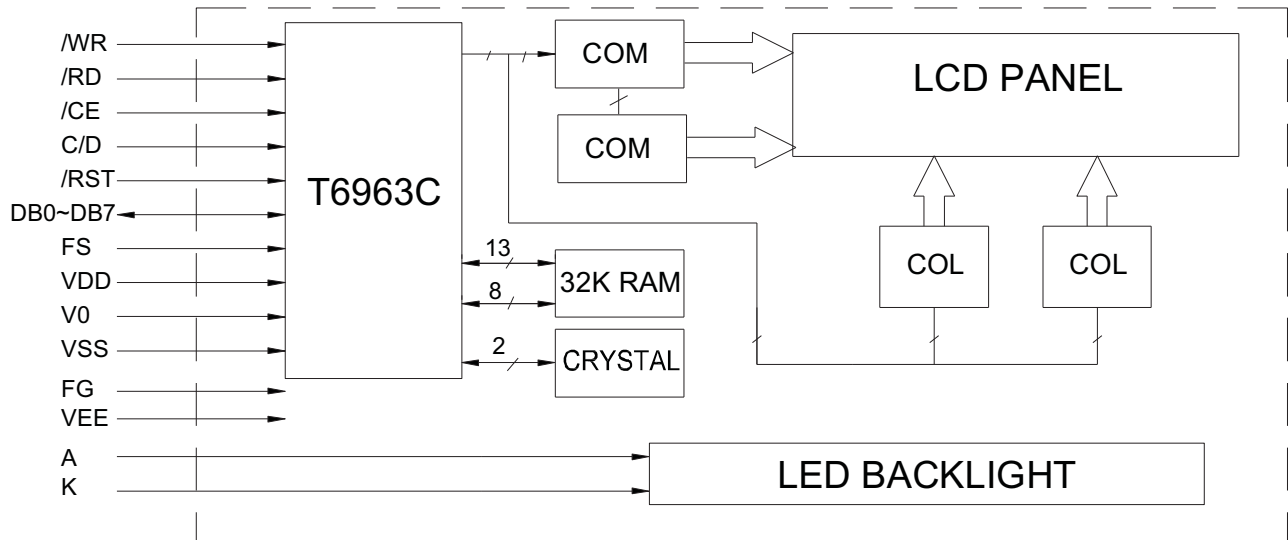 /WR
/RD
/CE
C/D
/RST
DB0~DB7
FS
VDD
V0
VSS
FG
VEE
A
K
T6963C
13
8
2
COM
COM
32K RAM
CRYSTAL
LCD PANEL
COL
COL
LED BACKLIGHT